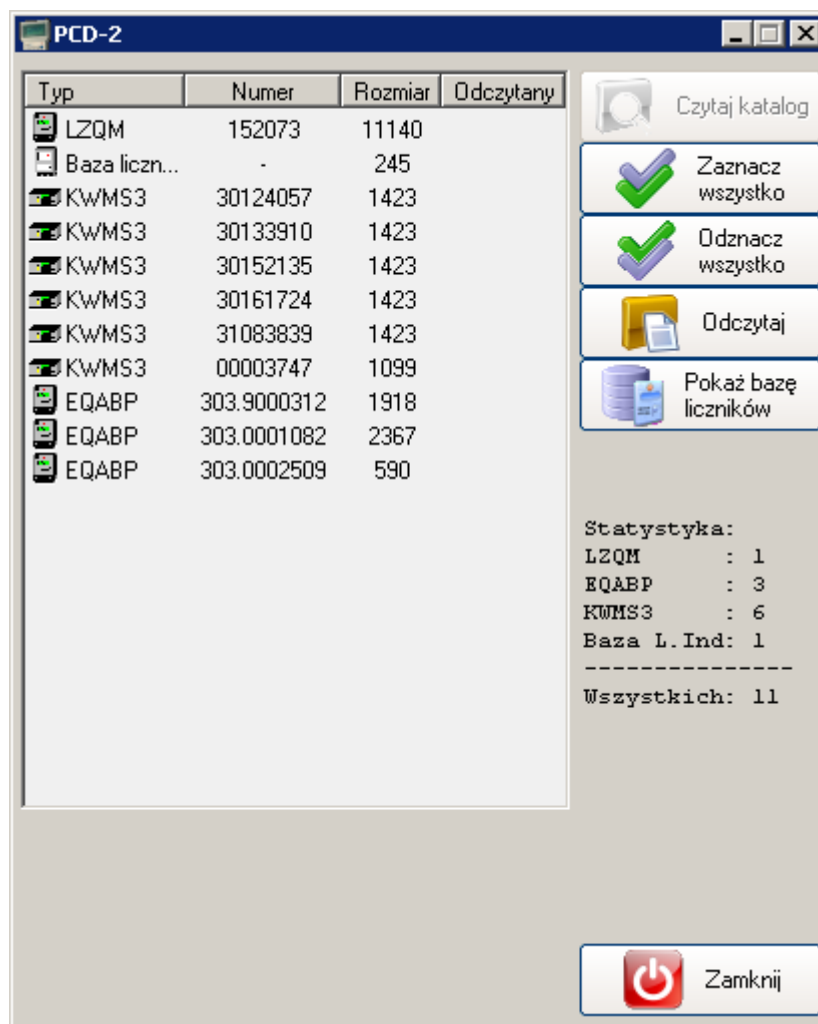 PCD-2
Typ Numer Rozmiar Odczytany
LZQM 152073 11140
Baza liczn... - 245
KWMS3 30124057 1423
KWMS3 30133910 1423
KWMS3 30152135 1423
KWMS3 30161724 1423
KWMS3 31083839 1423
KWMS3 00003747 1099
EQABP 303.9000312 1918
EQABP 303.0001082 2367
EQABP 303.0002509 590
Czytaj katalog
Zaznacz
wszystko
Odznacz
wszystko
Odczytaj
Pokaż bazę
liczników
Statystyka:
LZQM : 1
EQABP : 3
KWMS3 : 6
Baza L.Ind: 1
---------------
Wszystkich: 11
Zamknij